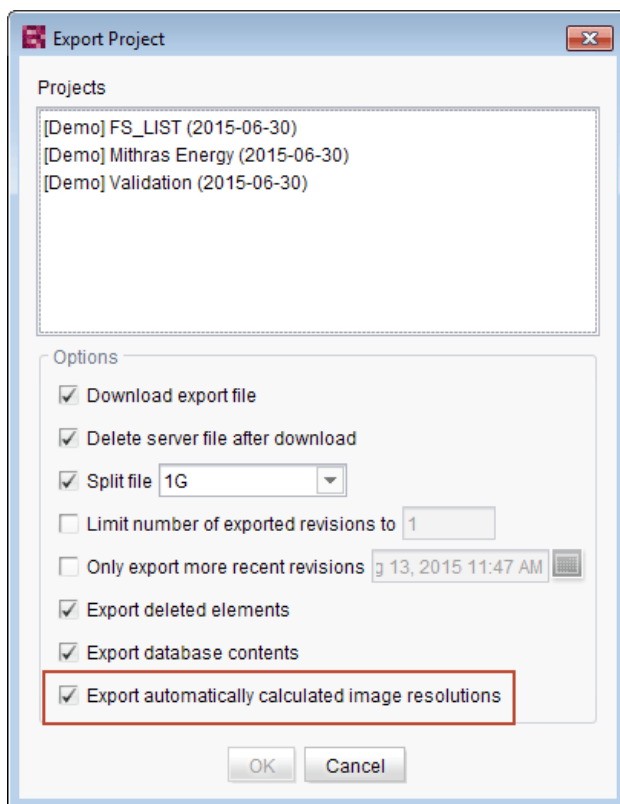 Export Project
Projects
[Demo] FS_LIST (2015-06-30)
[Demo] Mithras Energy (2015-06-30)
[Demo] Validation (2015-06-30)
Options
Download export file
Delete server file after download
Split file 1G
Limit number of exported revisions to 1
Only export more recent revisions g 13, 2015 11:47 AM
Export deleted elements
Export database contents
Export automatically calculated image resolutions
OK Cancel